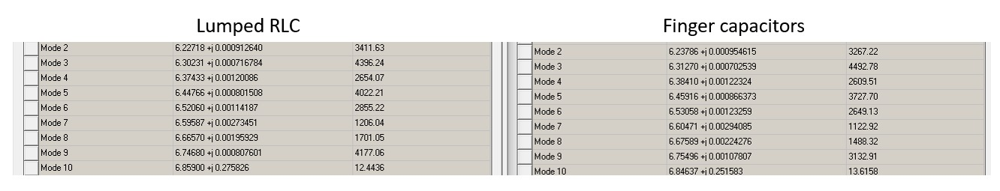 Lumped RLC
Mode 2 6.22718 +j 0.000912640 3411.63
Mode 3 6.30231 +j 0.000716784 4396.24
Mode 4 6.37433 +j 0.00120086 2654.07
Mode 5 6.44766 +j 0.000801508 4022.21
Mode 6 6.52060 +j 0.00114187 2855.22
Mode 7 6.59587 +j 0.00273451 1206.04
Mode 8 6.66570 +j 0.00195929 1701.05
Mode 9 6.74680 +j 0.000807601 4177.06
Mode 10 6.85900 +j 0.275826 12.4436
Finger capacitors
Mode 2 6.23786 +j 0.000954615 3267.22
Mode 3 6.31270 +j 0.000702539 4492.78
Mode 4 6.38410 +j 0.00122324 2609.51
Mode 5 6.45916 +j 0.000866373 3727.70
Mode 6 6.53058 +j 0.00123259 2649.13
Mode 7 6.60471 +j 0.00294085 1122.92
Mode 8 6.67589 +j 0.00224276 1488.32
Mode 9 6.75496 +j 0.00107807 3132.91
Mode 10 6.84637 +j 0.251583 13.6158